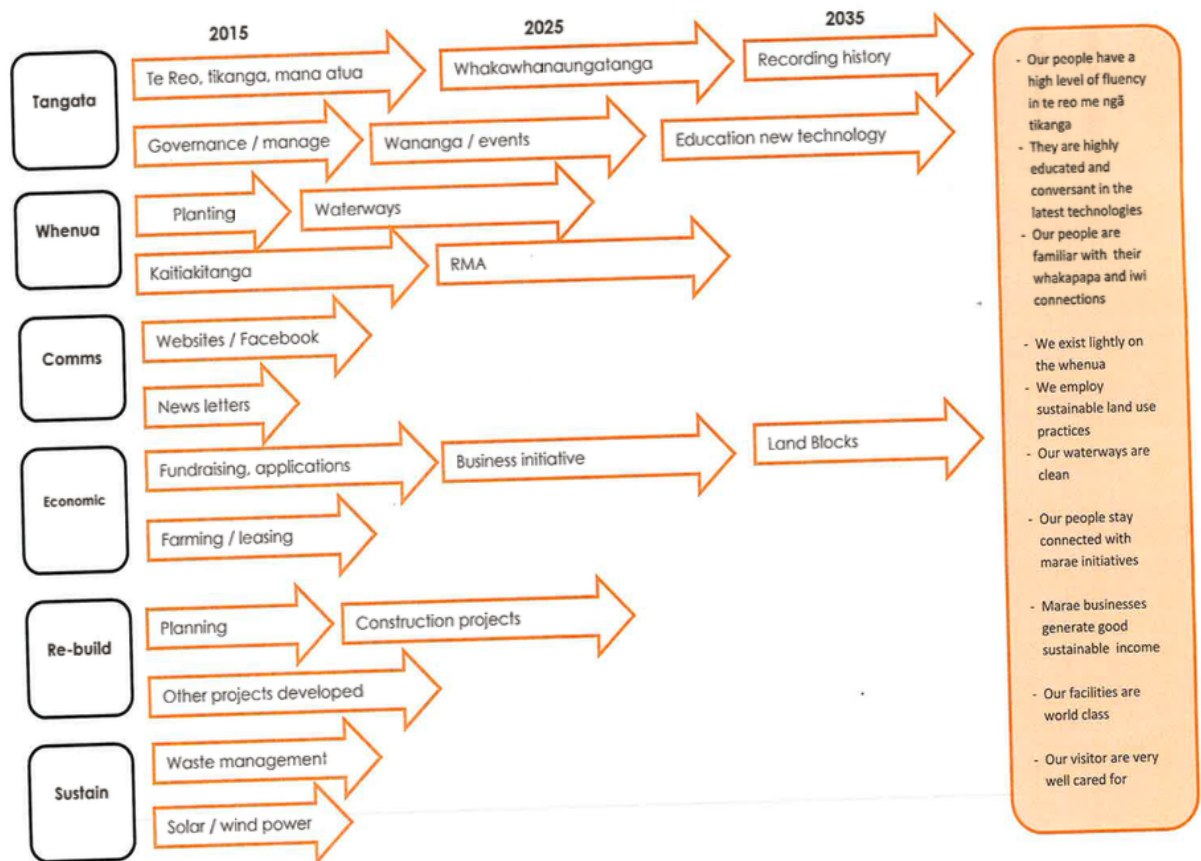 2015 2025 2035
Tangata
Te Reo, tikanga, mana atua
Whakawhanaungatanga
Recording history
Governance / manage
Wananga / events
Education new technology
Whenua
Planting
Waterways
Kaitiakitanga
RMA
Comms
Websites / Facebook
News letters
Economic
Fundraising, applications
Business initiative
Land Blocks
Farming / leasing
Re-build
Planning
Construction projects
Other projects developed
Sustain
Waste management
Solar / wind power
- Our people have a
high level of fluency
in te reo me ngā
tikanga
- They are highly
educated and
conversant in the
latest technologies
- Our people are
familiar with their
whakapapa and iwi
connections
- We exist lightly on
the whenua
- We employ
sustainable land use
practices
- Our waterways are
clean
- Our people stay
connected with
marae initiatives
- Marae businesses
generate good
sustainable income
- Our facilities are
world class
- Our visitor are very
well cared for